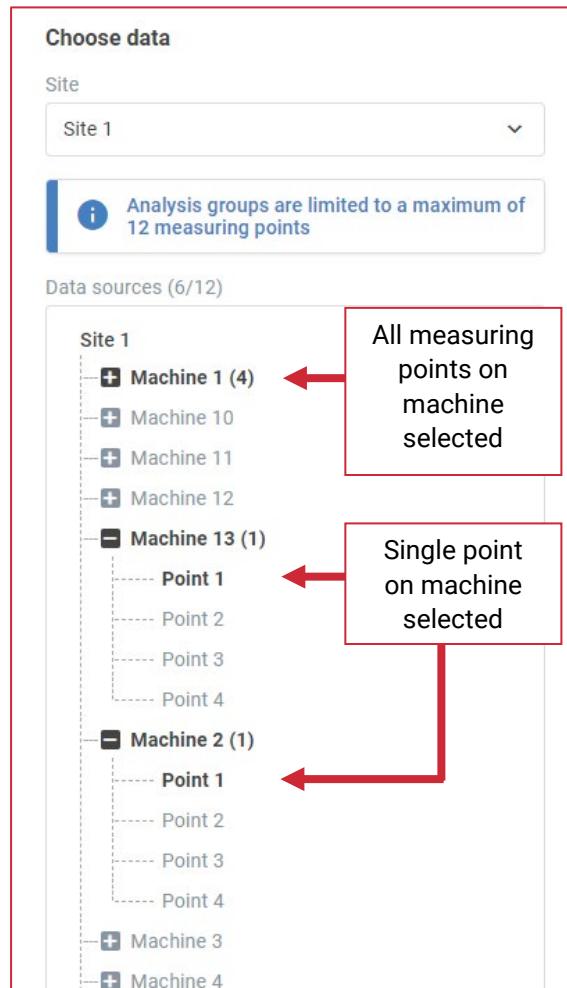 Choose data
Site
Site 1
Analysis groups are limited to a maximum of
12 measuring points
Data sources (6/12)
Site 1
Machine 1 (4)
Machine 10
Machine 11
Machine 12
Machine 13 (1)
Point 1
Point 2
Point 3
Point 4
Machine 2 (1)
Point 1
Point 2
Point 3
Point 4
Machine 3
Machine 4
All measuring
points on
machine
selected
Single point
on machine
selected